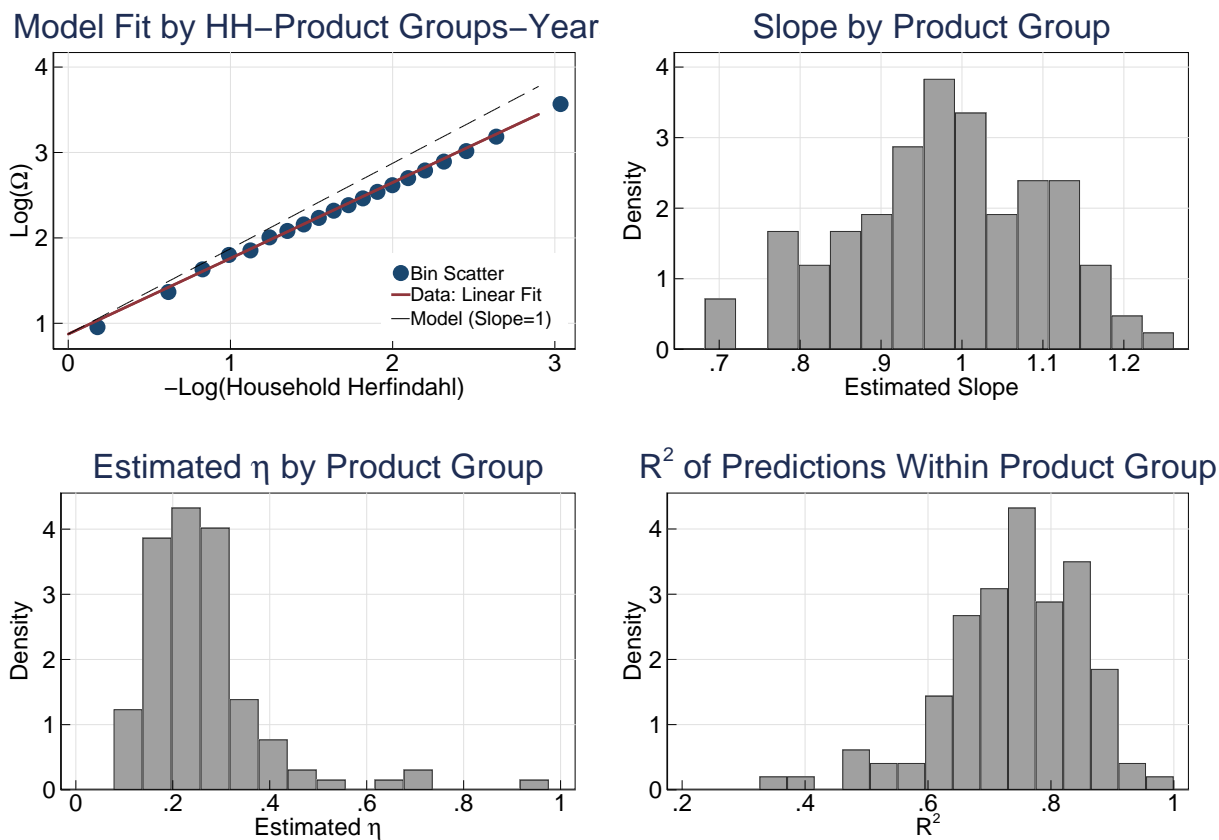 Model Fit by HH−Product Groups−Year
4
3
2
1
Log(Ω)
Bin Scatter
Data: Linear Fit
Model (Slope=1)
0 1 2 3
−Log(Household Herfindahl)
Slope by Product Group
4
3
2
1
0
Density
.7 .8 .9 1 1.1 1.2
Estimated Slope
Estimated η by Product Group
4
3
2
1
0
Density
0 .2 .4 .6 .8 1
Estimated η
R² of Predictions Within Product Group
4
3
2
1
0
Density
.2 .4 .6 .8 1
R²